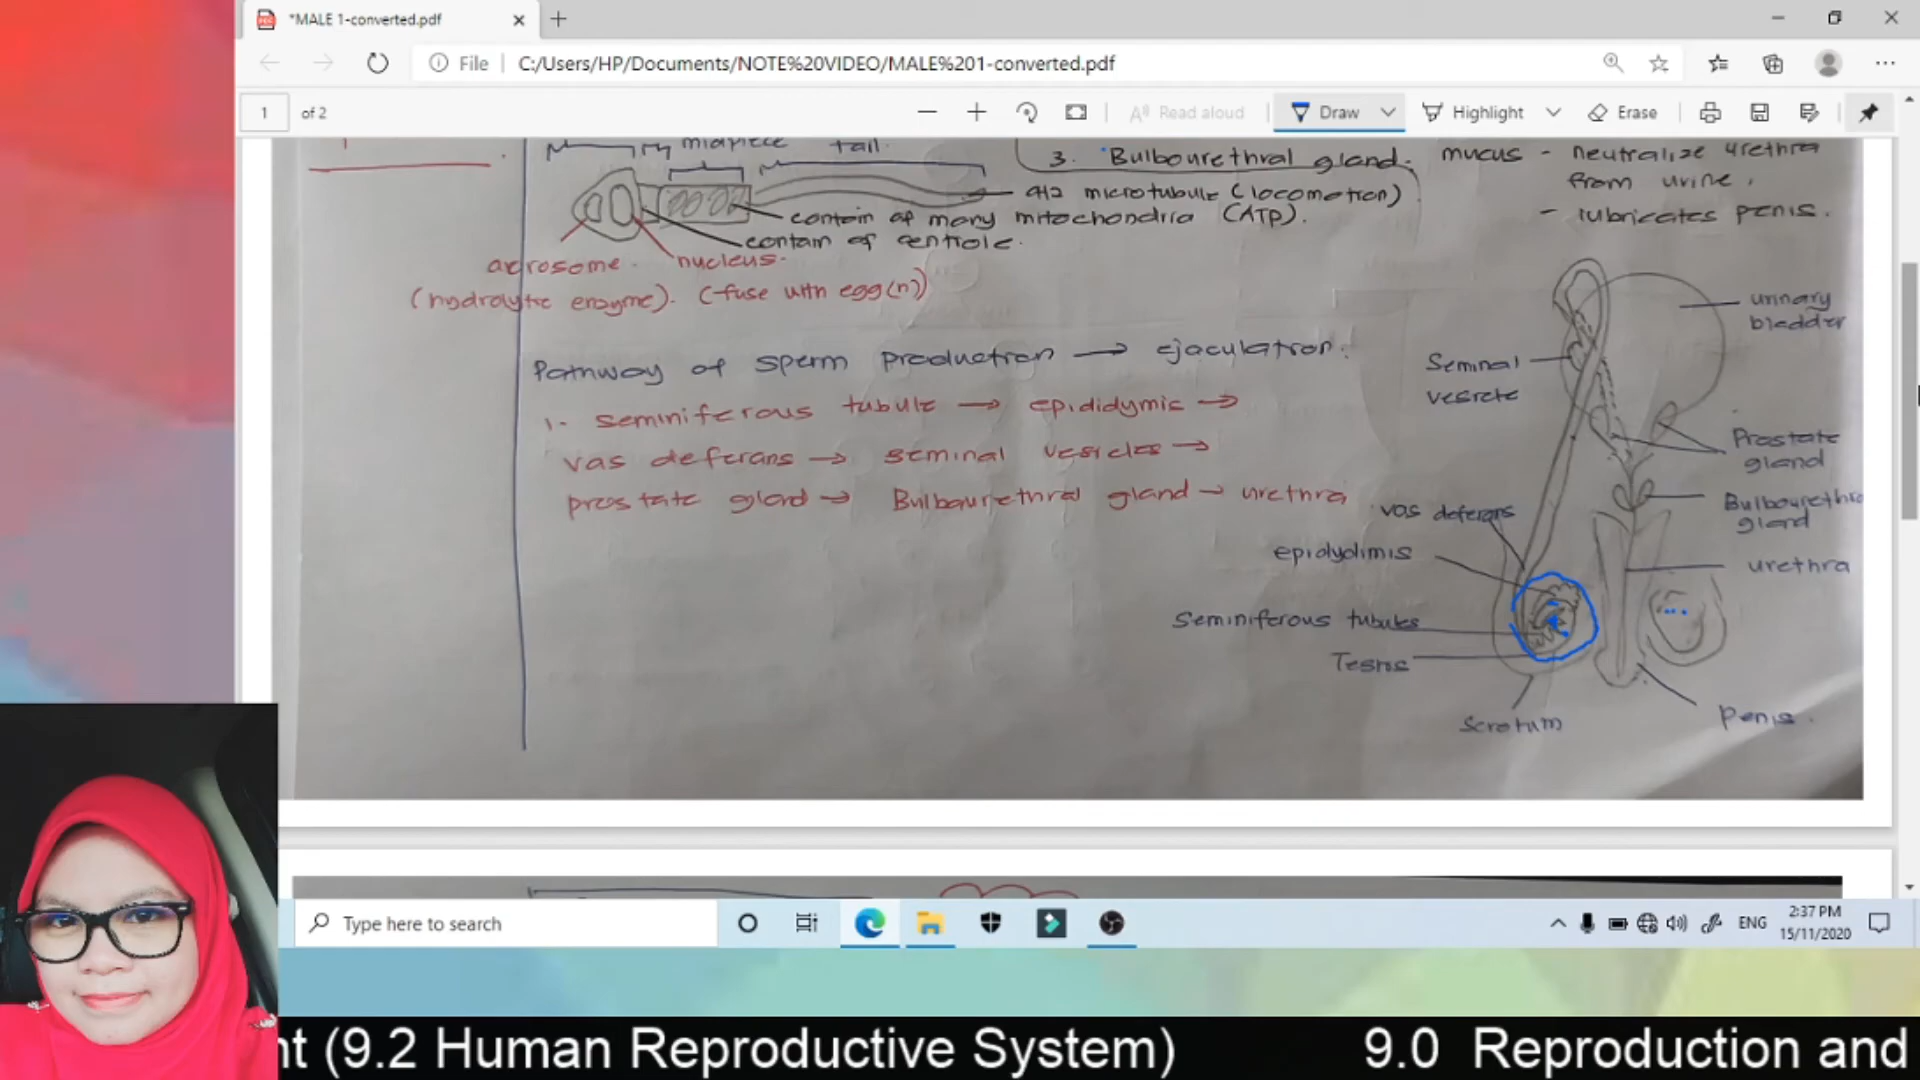 *MALE 1-converted.pdf
File C:/Users/HP/Documents/NOTE%20VIDEO/MALE%201-converted.pdf
1 of 2 Read aloud Draw Highlight Erase
midpiece tail.
3. Bulbourethral gland. mucus - neutralize urethra
from urine.
- lubricates penis.
9+2 microtubule (locomotion)
contain of many mitochondria (ATP).
contain of centriole.
acrosome. nucleus.
(hydrolytic enzyme). (fuse with egg(n))
Pathway of sperm production → ejaculation.
1. seminiferous tubule → epididymis →
vas deferans → seminal vesicles →
prostate gland → Bulbourethral gland → urethra
urinary
bladder
Seminal
vesicle
Prostate
gland
vas deferans
Bulbourethra
gland
epidydimis
urethra
Seminiferous tubules
Testis
Scrotum
Penis.
Type here to search
ENG
2:37 PM
15/11/2020
nt (9.2 Human Reproductive System) 9.0 Reproduction and